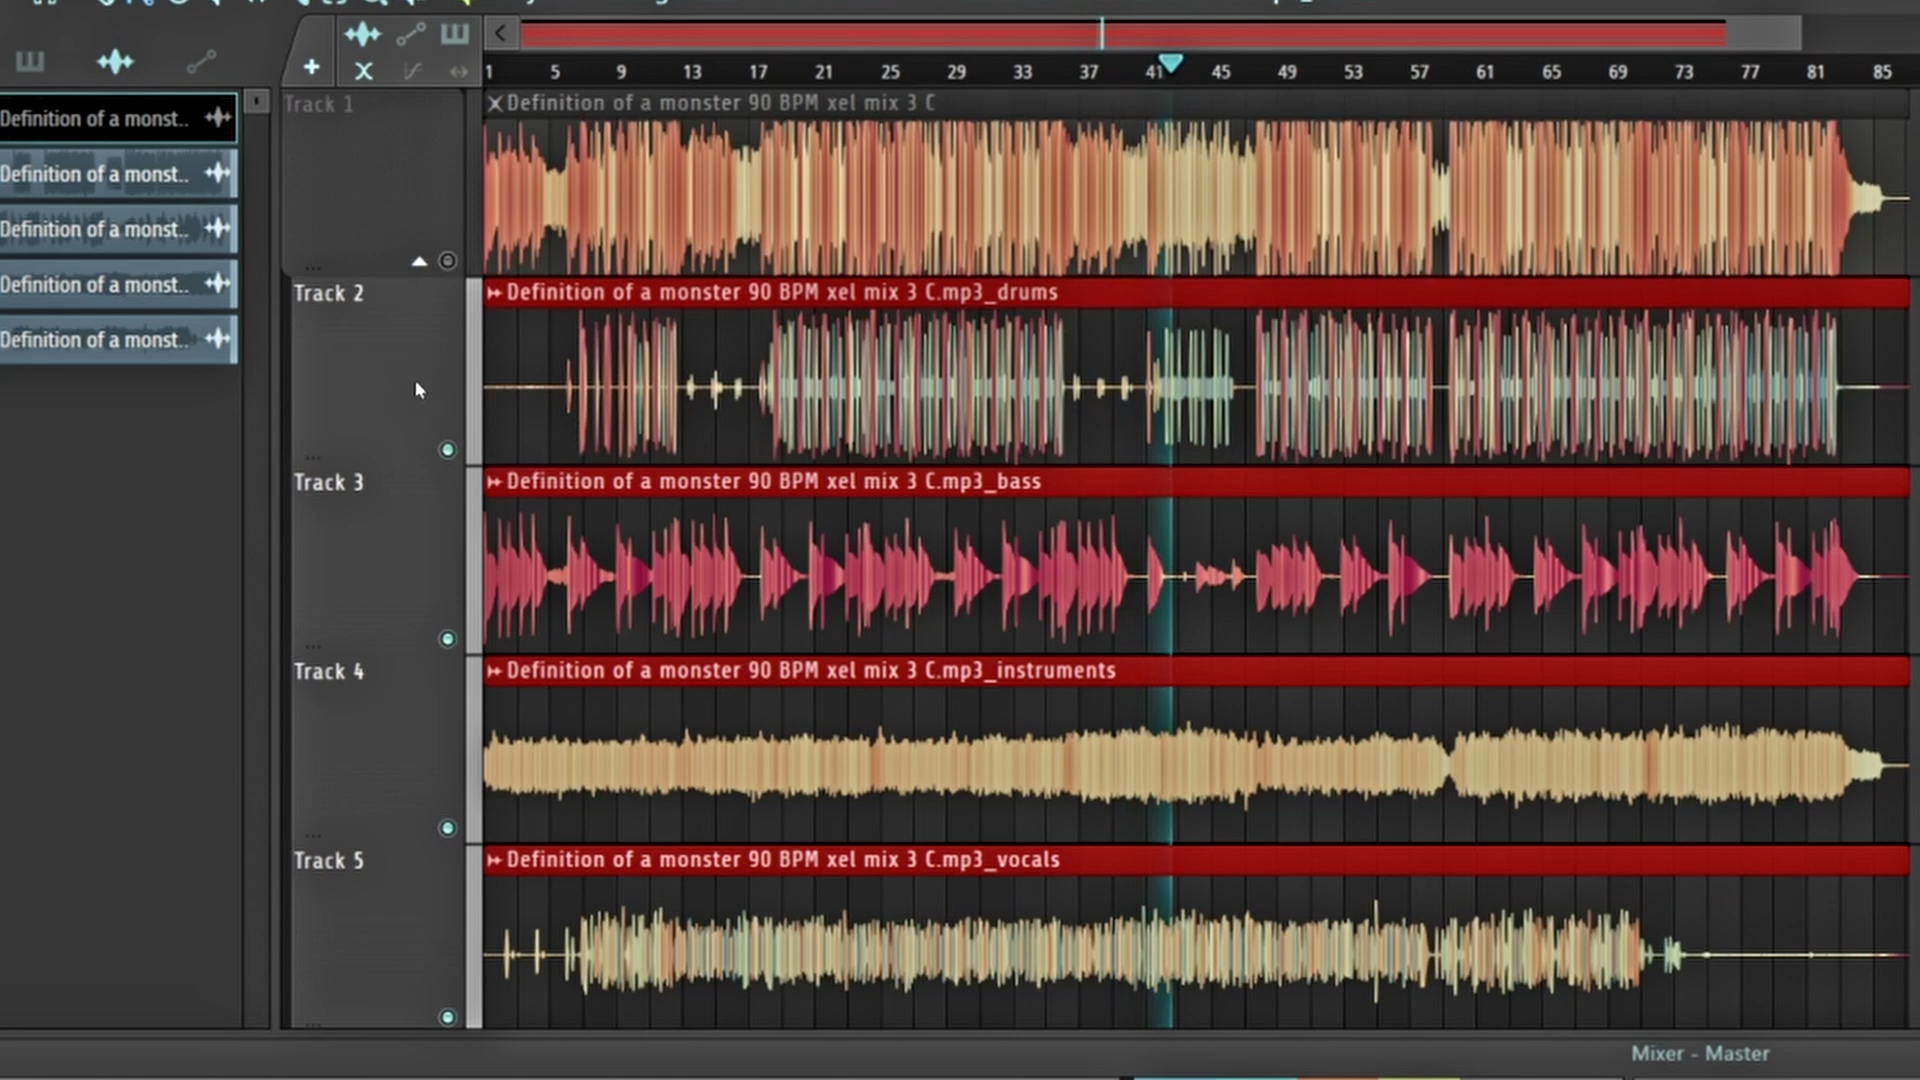 1 5 9 13 17 21 25 29 33 37 41 45 49 53 57 61 65 69 73 77 81 85
Definition of a monst..
Definition of a monst..
Definition of a monst..
Definition of a monst..
Definition of a monst..
Track 1
Definition of a monster 90 BPM xel mix 3 C
Track 2
Definition of a monster 90 BPM xel mix 3 C.mp3_drums
Track 3
Definition of a monster 90 BPM xel mix 3 C.mp3_bass
Track 4
Definition of a monster 90 BPM xel mix 3 C.mp3_instruments
Track 5
Definition of a monster 90 BPM xel mix 3 C.mp3_vocals
Mixer - Master